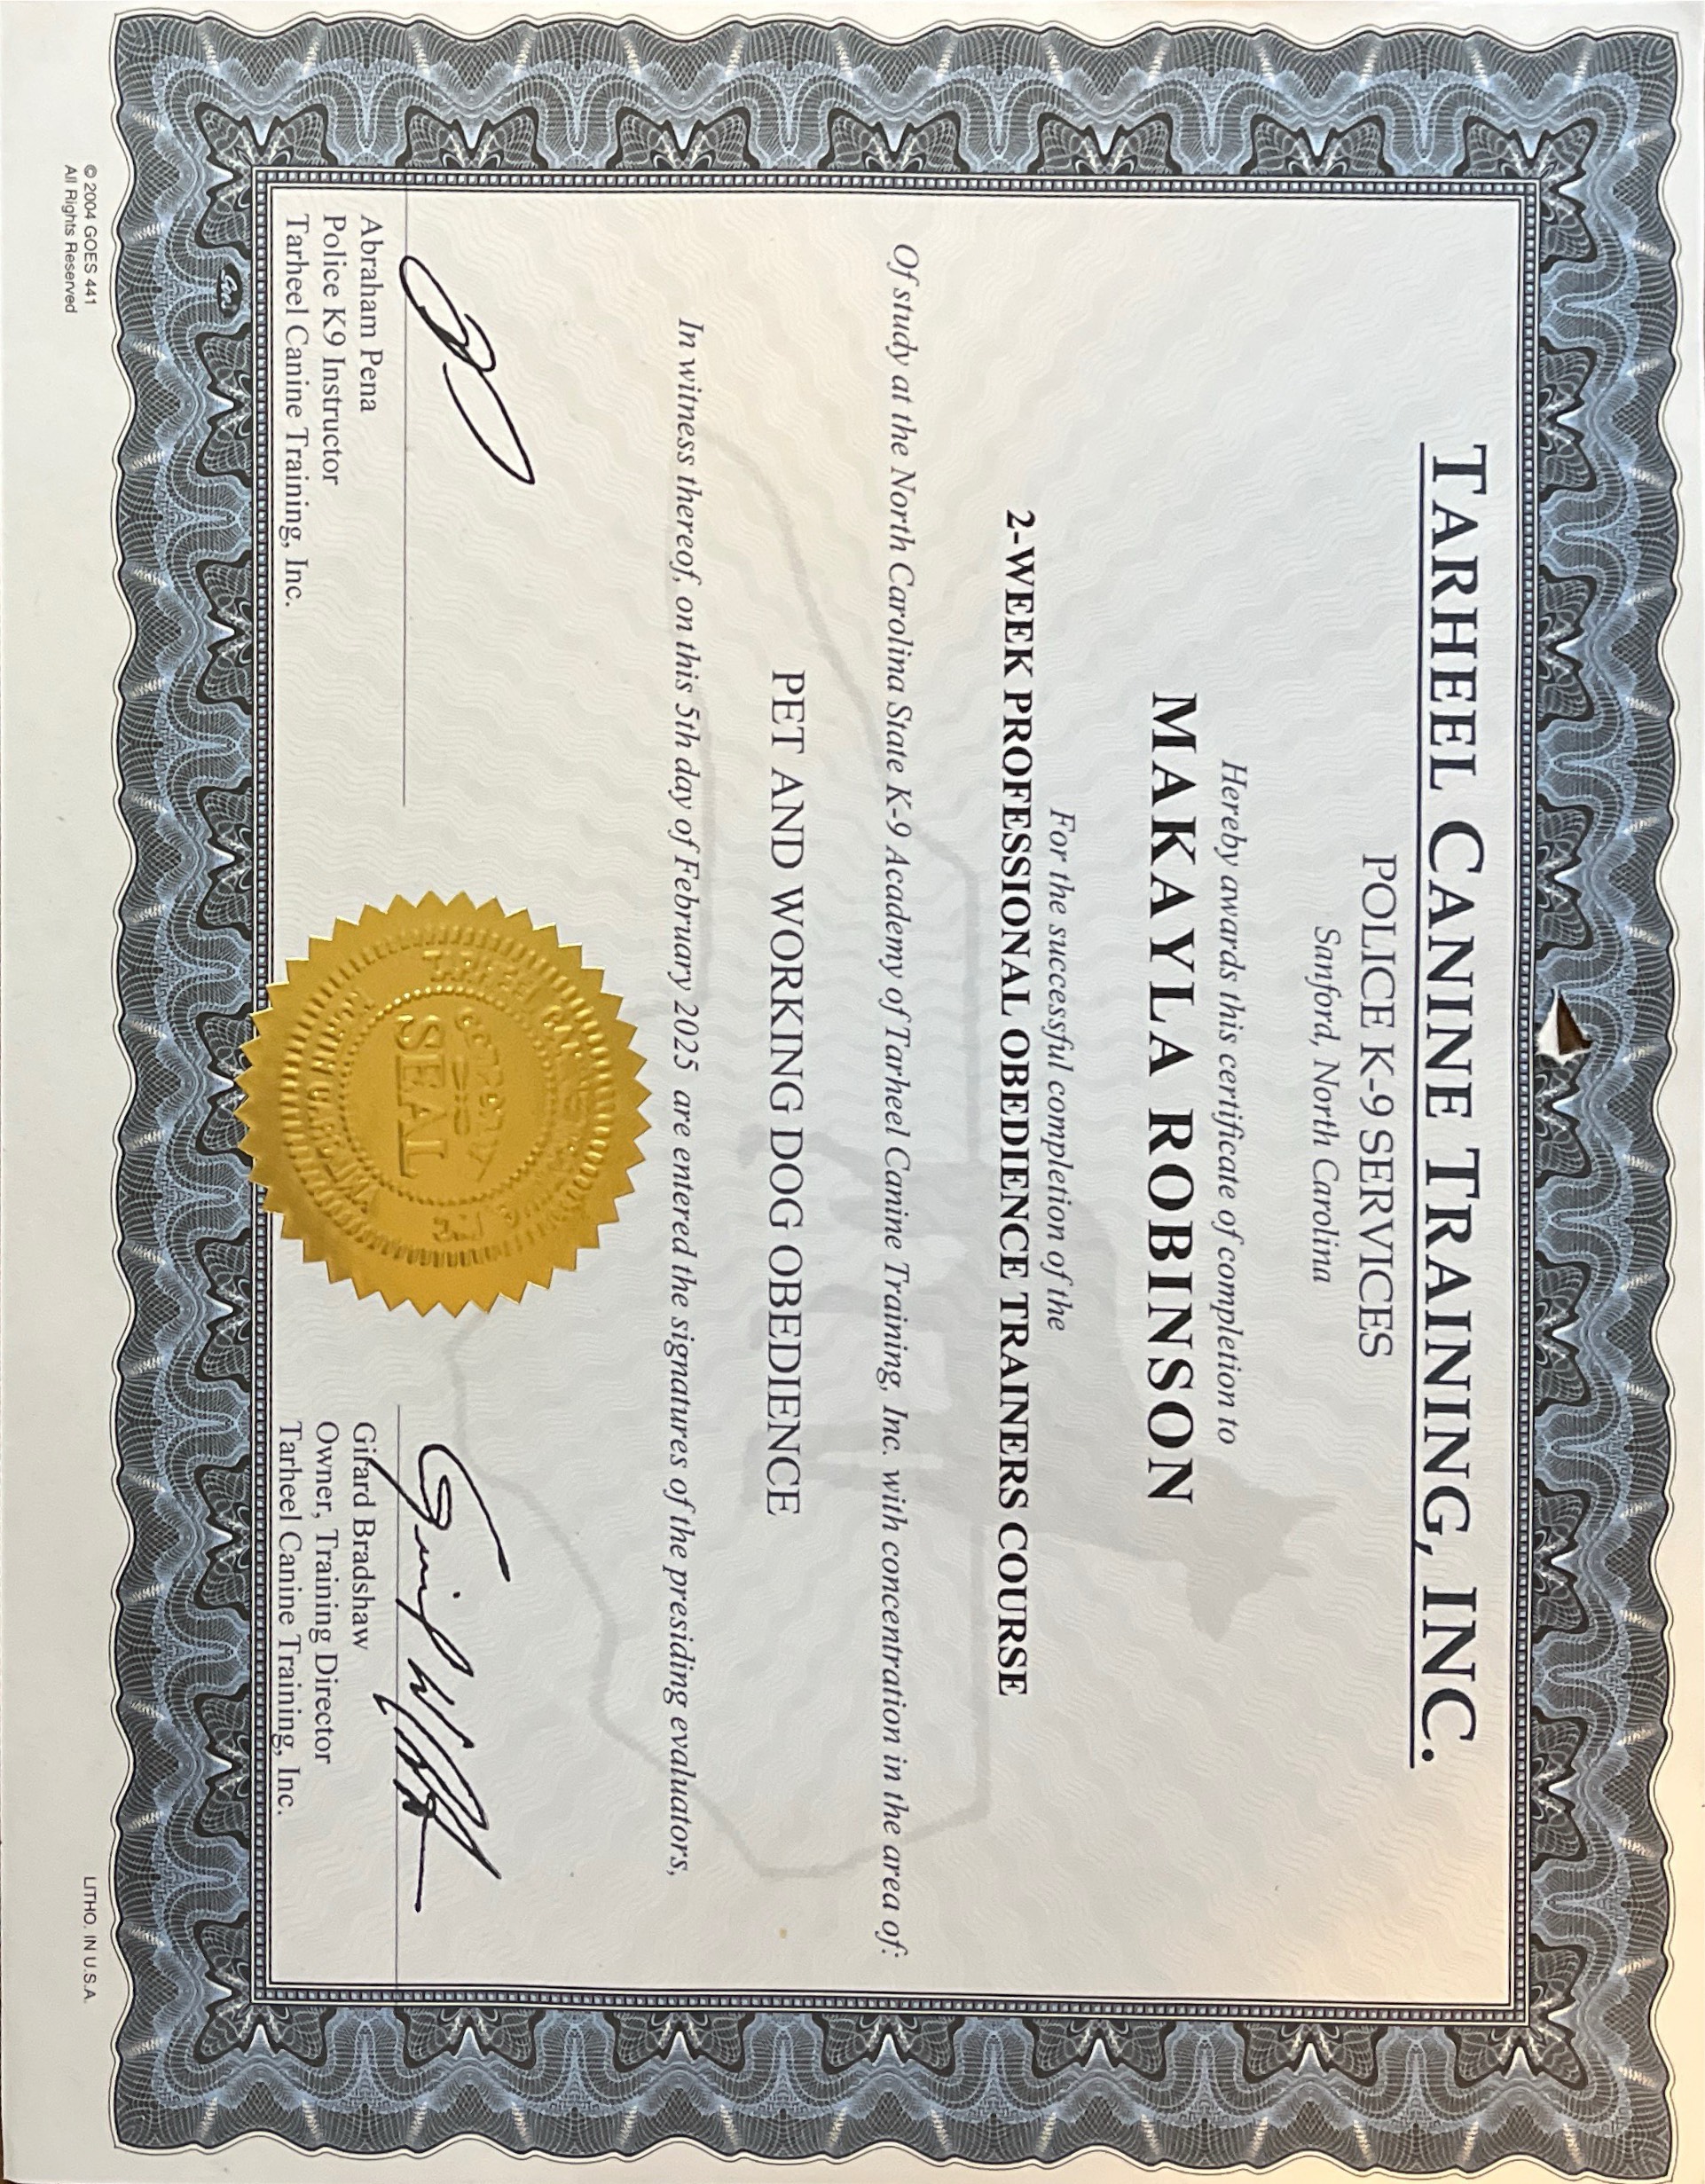 TARHEEL CANINE TRAINING, INC.
POLICE K-9 SERVICES
Sanford, North Carolina
Hereby awards this certificate of completion to
MAKAYLA ROBINSON
For the successful completion of the
2-WEEK PROFESSIONAL OBEDIENCE TRAINERS COURSE
Of study at the North Carolina State K-9 Academy of Tarheel Canine Training, Inc. with concentration in the area of:
PET AND WORKING DOG OBEDIENCE
In witness thereof, on this 5th day of February 2025 are entered the signatures of the presiding evaluators,
Abraham Pena
Police K9 Instructor
Tarheel Canine Training, Inc.
SEAL
Gifard Bradshaw
Owner, Training Director
Tarheel Canine Training, Inc.
Goes
© 2004 GOES 441
All Rights Reserved
LITHO. IN U.S.A.